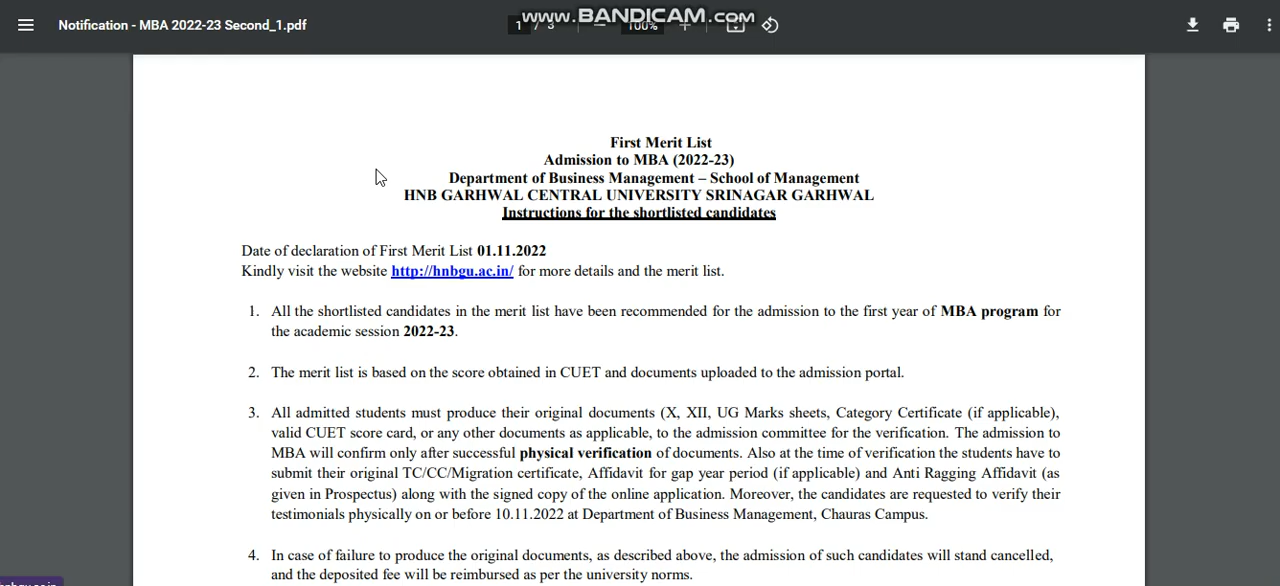 Notification - MBA 2022-23 Second_1.pdf
www.BANDICAM.com
1 / 3
100%
First Merit List
Admission to MBA (2022-23)
Department of Business Management – School of Management
HNB GARHWAL CENTRAL UNIVERSITY SRINAGAR GARHWAL
Instructions for the shortlisted candidates
Date of declaration of First Merit List 01.11.2022
Kindly visit the website http://hnbgu.ac.in/ for more details and the merit list.
1. All the shortlisted candidates in the merit list have been recommended for the admission to the first year of MBA program for
the academic session 2022-23.
2. The merit list is based on the score obtained in CUET and documents uploaded to the admission portal.
3. All admitted students must produce their original documents (X, XII, UG Marks sheets, Category Certificate (if applicable),
valid CUET score card, or any other documents as applicable, to the admission committee for the verification. The admission to
MBA will confirm only after successful physical verification of documents. Also at the time of verification the students have to
submit their original TC/CC/Migration certificate, Affidavit for gap year period (if applicable) and Anti Ragging Affidavit (as
given in Prospectus) along with the signed copy of the online application. Moreover, the candidates are requested to verify their
testimonials physically on or before 10.11.2022 at Department of Business Management, Chauras Campus.
4. In case of failure to produce the original documents, as described above, the admission of such candidates will stand cancelled,
and the deposited fee will be reimbursed as per the university norms.